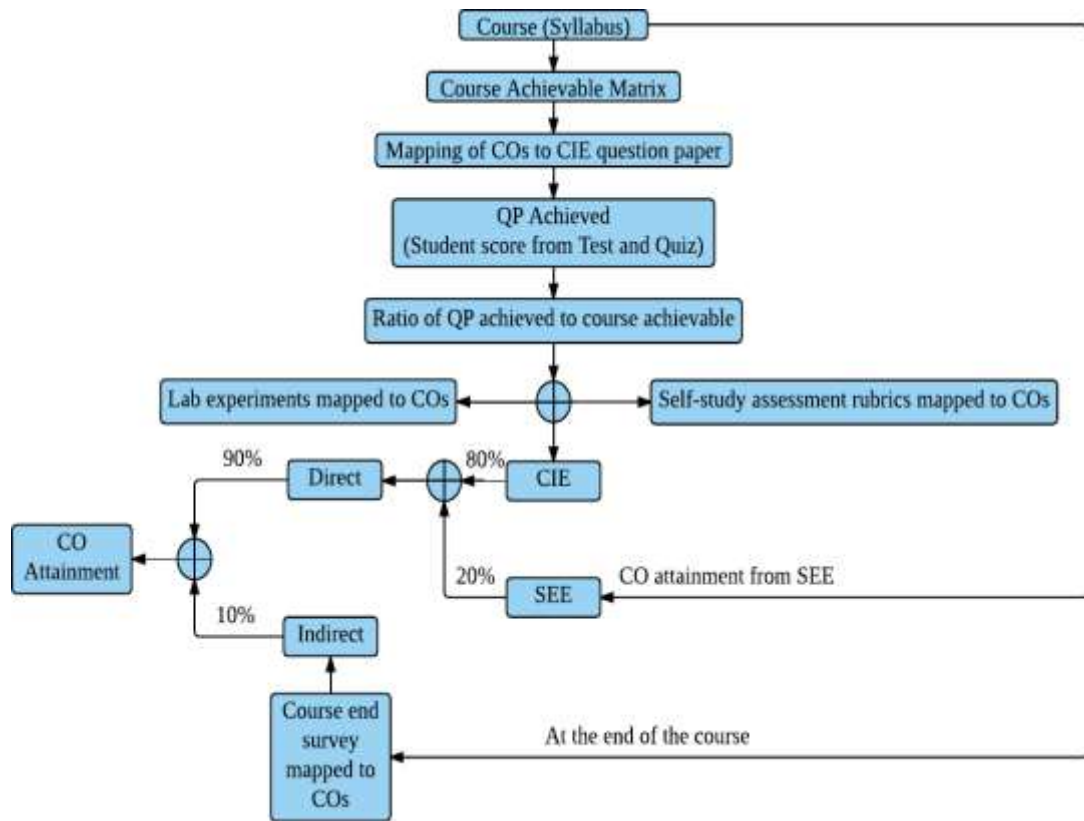 Course (Syllabus)
Course Achievable Matrix
Mapping of COs to CIE question paper
QP Achieved
(Student score from Test and Quiz)
Ratio of QP achieved to course achievable
Lab experiments mapped to COs
Self-study assessment rubrics mapped to COs
90%
Direct
80%
CIE
CO
Attainment
20%
SEE
CO attainment from SEE
10%
Indirect
Course end
survey
mapped to
COs
At the end of the course